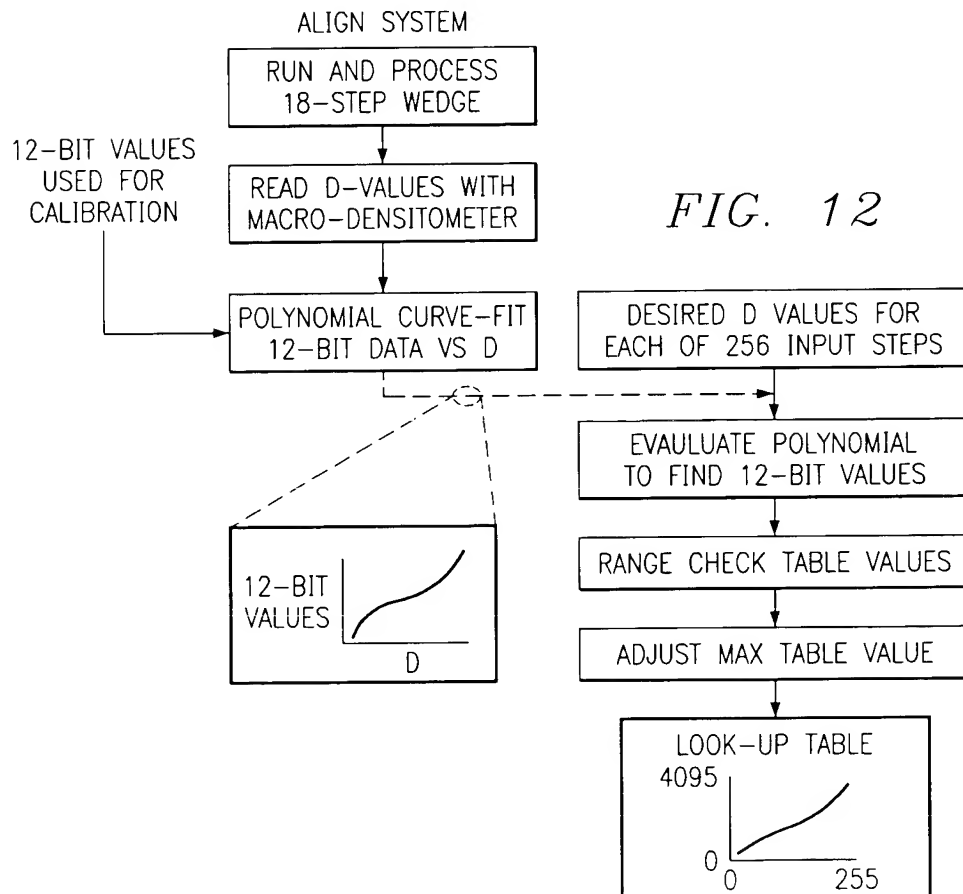 ALIGN SYSTEM
RUN AND PROCESS
18-STEP WEDGE
12-BIT VALUES
USED FOR
CALIBRATION
READ D-VALUES WITH
MACRO-DENSITOMETER
FIG. 12
POLYNOMIAL CURVE-FIT
12-BIT DATA VS D
DESIRED D VALUES FOR
EACH OF 256 INPUT STEPS
EVAULUATE POLYNOMIAL
TO FIND 12-BIT VALUES
12-BIT
VALUES
D
RANGE CHECK TABLE VALUES
ADJUST MAX TABLE VALUE
LOOK-UP TABLE
4095
0
0 255